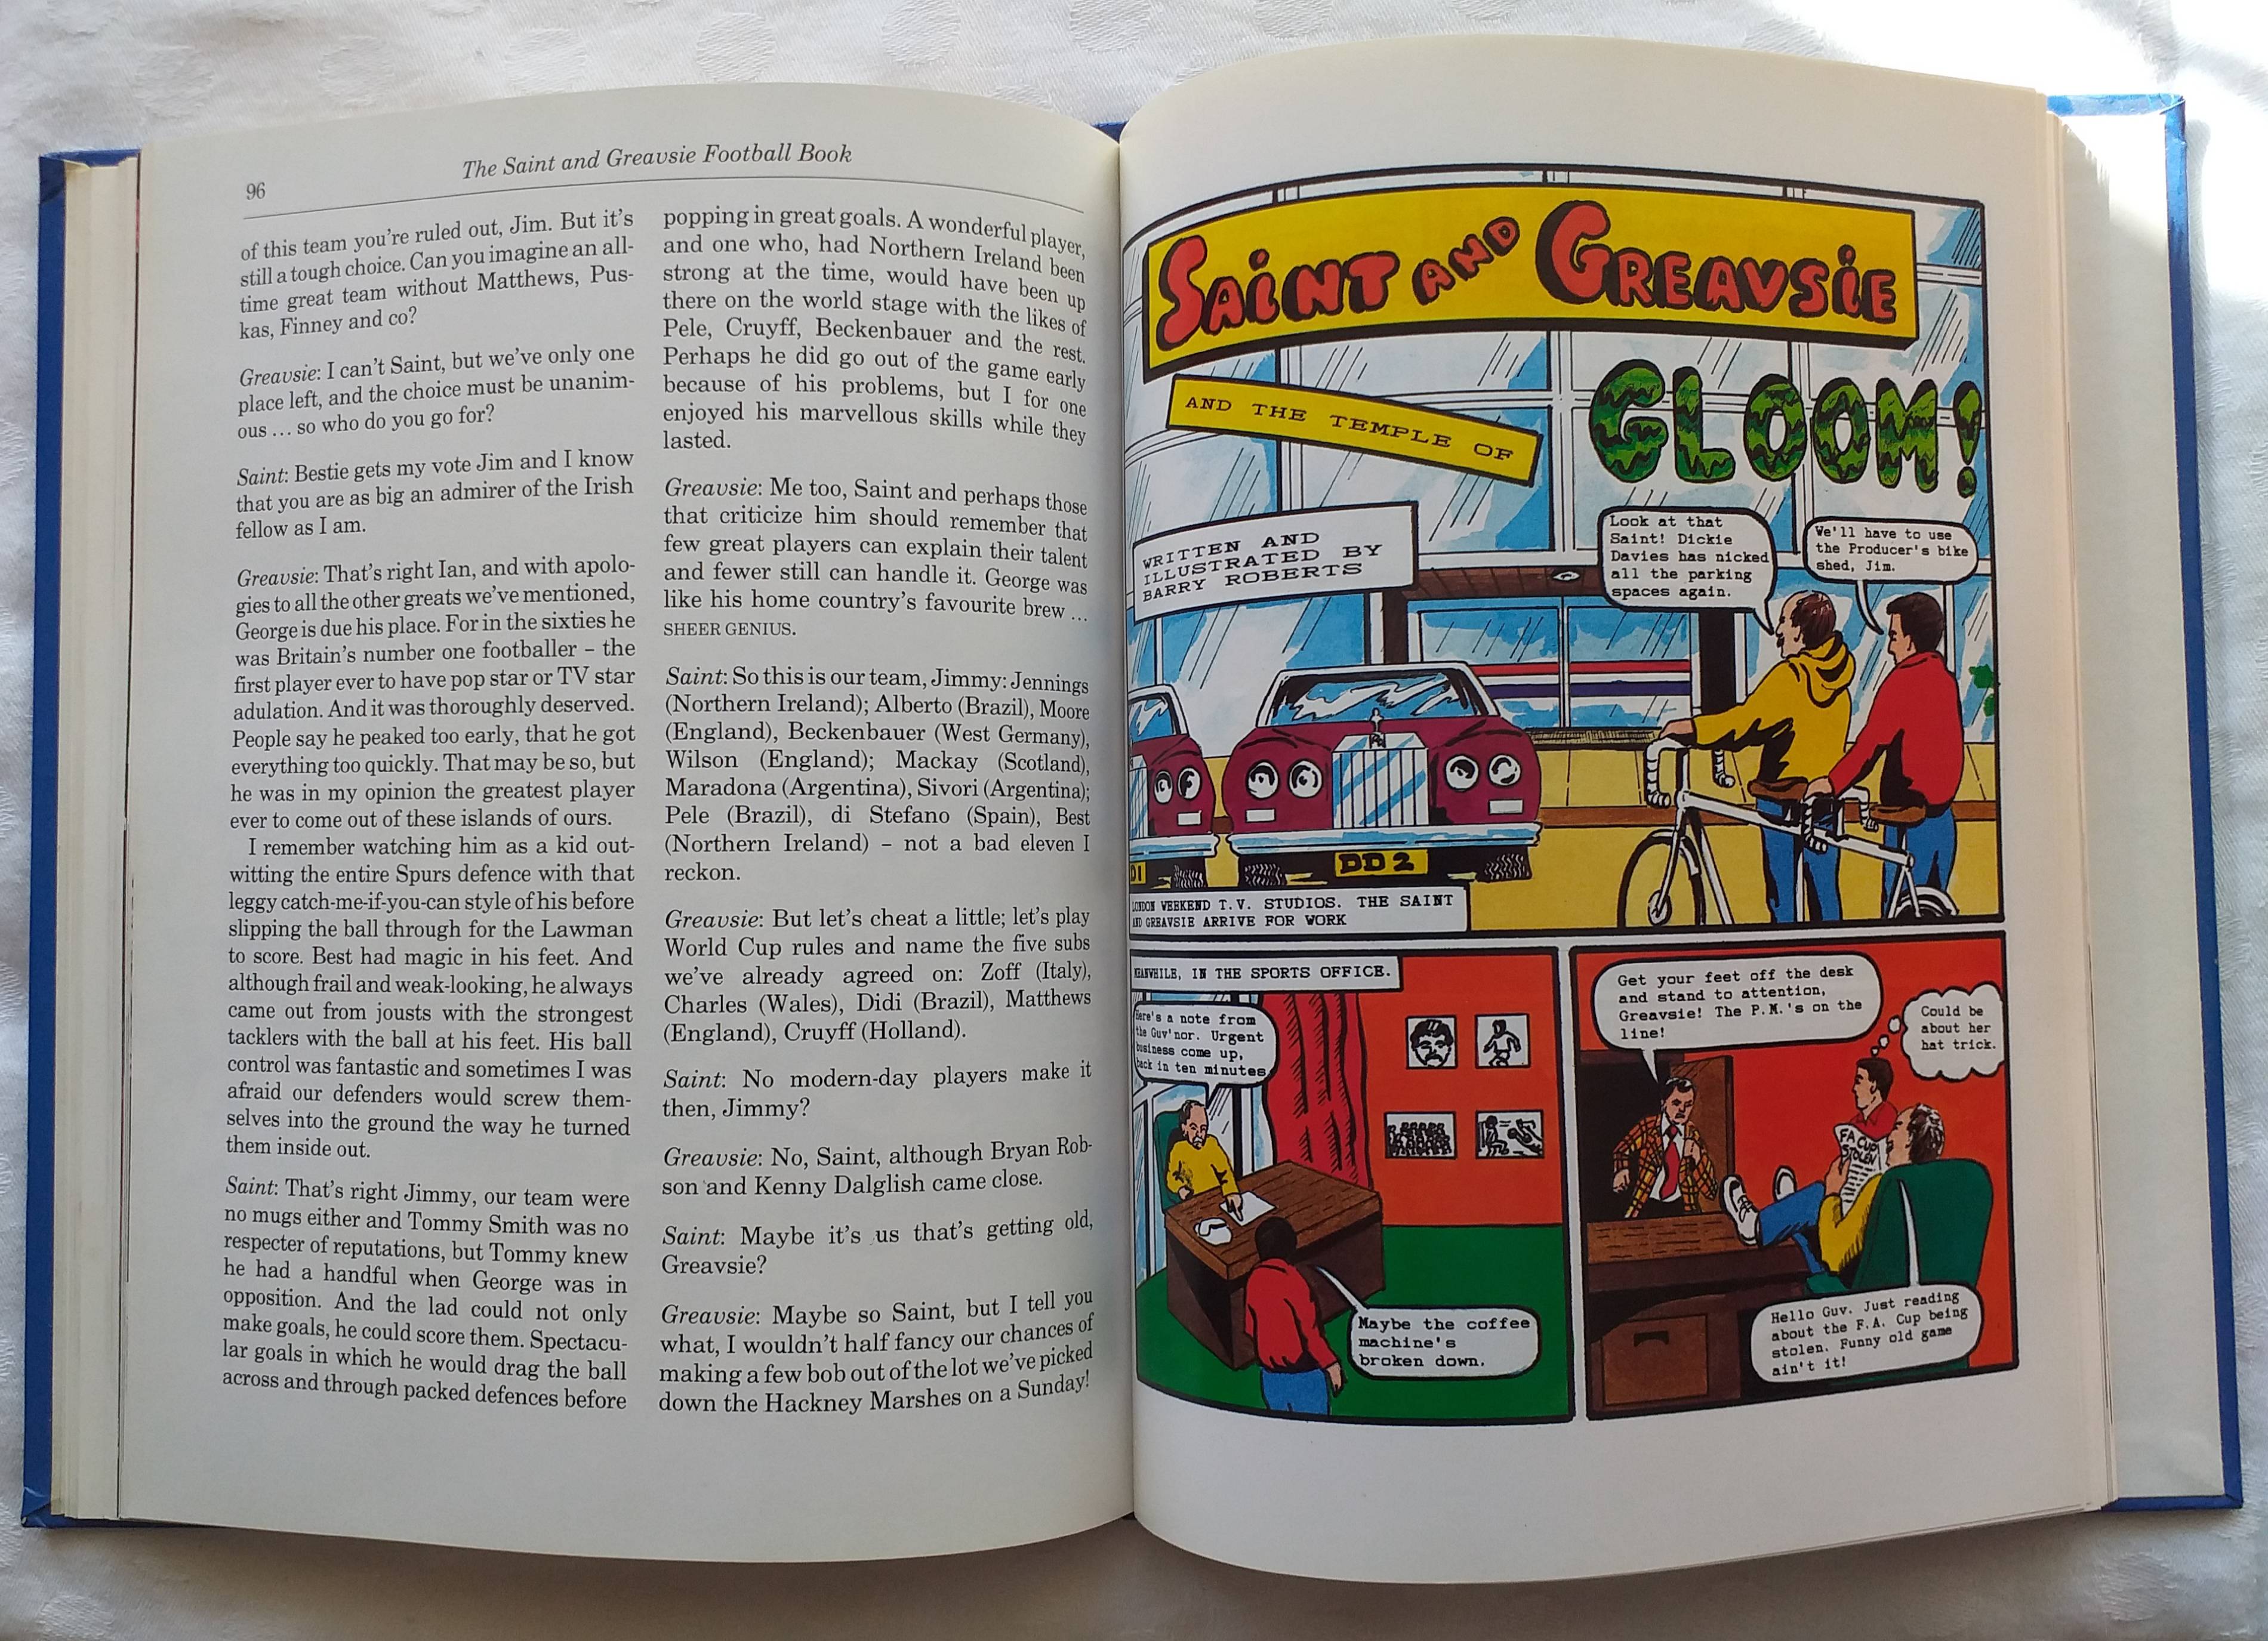 The Saint and Greavsie Football Book
96
of this team you're ruled out, Jim. But it's
still a tough choice. Can you imagine an all-
time great team without Matthews, Pus-
kas, Finney and co?
Greavsie: I can't Saint, but we've only one
place left, and the choice must be unanim-
ous ... so who do you go for?
Saint: Bestie gets my vote Jim and I know
that you are as big an admirer of the Irish
fellow as I am.
Greavsie: That's right Ian, and with apolo-
gies to all the other greats we've mentioned,
George is due his place. For in the sixties he
was Britain's number one footballer – the
first player ever to have pop star or TV star
adulation. And it was thoroughly deserved.
People say he peaked too early, that he got
everything too quickly. That may be so, but
he was in my opinion the greatest player
ever to come out of these islands of ours.
I remember watching him as a kid out-
witting the entire Spurs defence with that
leggy catch-me-if-you-can style of his before
slipping the ball through for the Lawman
to score. Best had magic in his feet. And
although frail and weak-looking, he always
came out from jousts with the strongest
tacklers with the ball at his feet. His ball
control was fantastic and sometimes I was
afraid our defenders would screw them-
selves into the ground the way he turned
them inside out.
Saint: That's right Jimmy, our team were
no mugs either and Tommy Smith was no
respecter of reputations, but Tommy knew
he had a handful when George was in
opposition. And the lad could not only
make goals, he could score them. Spectacu-
lar goals in which he would drag the ball
across and through packed defences before
popping in great goals. A wonderful player,
and one who, had Northern Ireland been
strong at the time, would have been up
there on the world stage with the likes of
Pele, Cruyff, Beckenbauer and the rest.
Perhaps he did go out of the game early
because of his problems, but I for one
enjoyed his marvellous skills while they
lasted.
Greavsie: Me too, Saint and perhaps those
that criticize him should remember that
few great players can explain their talent
and fewer still can handle it. George was
like his home country's favourite brew ...
SHEER GENIUS.
Saint: So this is our team, Jimmy: Jennings
(Northern Ireland); Alberto (Brazil), Moore
(England), Beckenbauer (West Germany),
Wilson (England); Mackay (Scotland),
Maradona (Argentina), Sivori (Argentina);
Pele (Brazil), di Stefano (Spain), Best
(Northern Ireland) – not a bad eleven I
reckon.
Greavsie: But let's cheat a little; let's play
World Cup rules and name the five subs
we've already agreed on: Zoff (Italy),
Charles (Wales), Didi (Brazil), Matthews
(England), Cruyff (Holland).
Saint: No modern-day players make it
then, Jimmy?
Greavsie: No, Saint, although Bryan Rob-
son and Kenny Dalglish came close.
Saint: Maybe it's us that's getting old,
Greavsie?
Greavsie: Maybe so Saint, but I tell you
what, I wouldn't half fancy our chances of
making a few bob out of the lot we've picked
down the Hackney Marshes on a Sunday!
SAINT AND GREAVSIE
AND THE TEMPLE OF
GLOOM!
WRITTEN AND
ILLUSTRATED BY
BARRY ROBERTS
Look at that
Saint! Dickie
Davies has nicked
all the parking
spaces again.
We'll have to use
the Producer's bike
shed, Jim.
DD 2
LONDON WEEKEND T.V. STUDIOS. THE SAINT
AND GREAVSIE ARRIVE FOR WORK
MEANWHILE, IN THE SPORTS OFFICE.
Here's a note from
the Guv'nor. Urgent
business come up,
back in ten minutes
Maybe the coffee
machine's
broken down.
Get your feet off the desk
and stand to attention,
Greavsie! The P.M.'s on the
line!
Could be
about her
hat trick.
FA CUP
STOLEN
Hello Guv. Just reading
about the F.A. Cup being
stolen. Funny old game
ain't it!